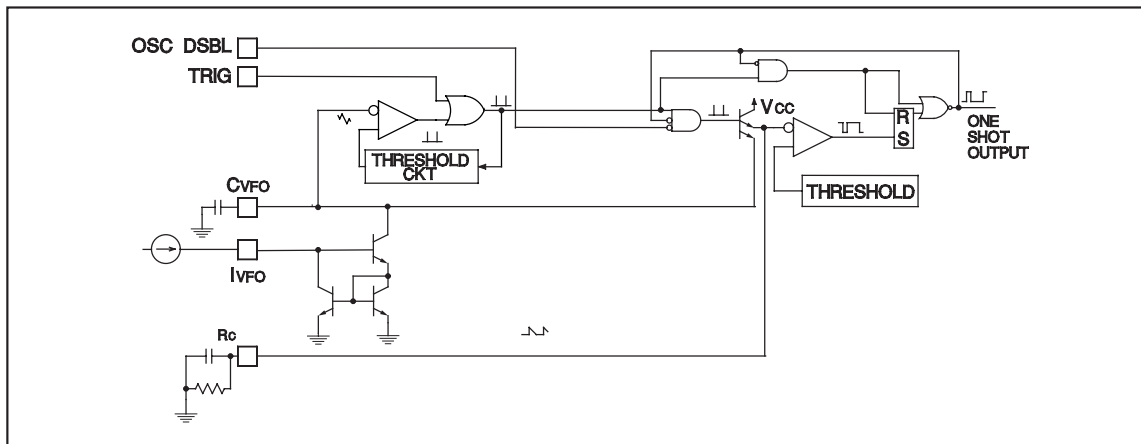 OSC DSBL
TRIG
VCC
R
S
ONE
SHOT
OUTPUT
THRESHOLD
CKT
THRESHOLD
CVFO
IVFO
RC